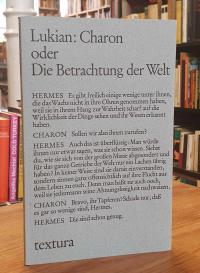 Lukian: Charon
oder
Die Betrachtung der Welt
HERMES Es gibt freilich einige wenige unter ihnen,
die das Wachs nicht in ihre Ohren genommen haben,
weil sie in ihrem Hang zur Wahrheit scharf auf die
Wirklichkeit der Dinge sehen und ihr Wesen erkannt
haben.
CHARON Sollen wir also ihnen zurufen?
HERMES Auch das ist überflüssig: Man würde
ihnen nur etwas sagen, was sie schon wissen. Siehst
du, wie sie sich von der großen Masse absondern und
für das ganze Getriebe der Welt nur ein Lachen übrig
haben? In keiner Weise sind sie damit einverstanden,
sondern sinnen ganz offensichtlich auf ihre Flucht aus
dem Leben zu euch. Denn man haßt sie auch noch,
weil sie jedermann seine Ahnungslosigkeit nachweisen.
CHARON Bravo, ihr Tapferen! Schade nur, daß
es gar so wenige sind, Hermes.
HERMES Die sind schon genug.
textura